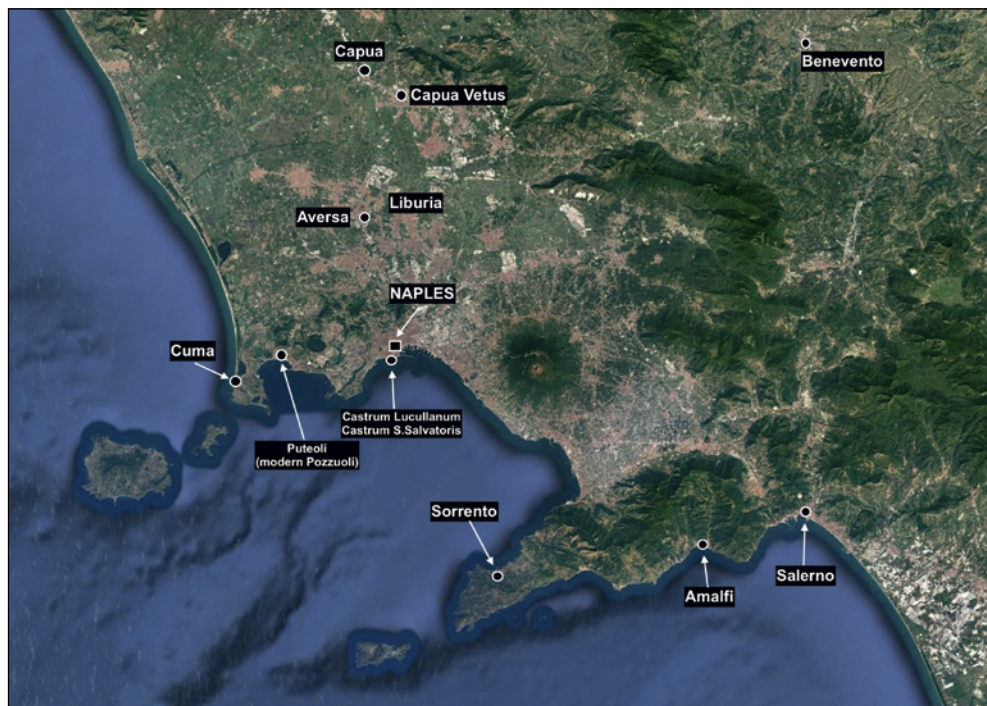 Capua
Benevento
Capua Vetus
Liburia
Aversa
NAPLES
Cuma
Castrum Lucullanum
Castrum S.Salvatoris
Puteoli
(modern Pozzuoli)
Sorrento
Salerno
Amalfi